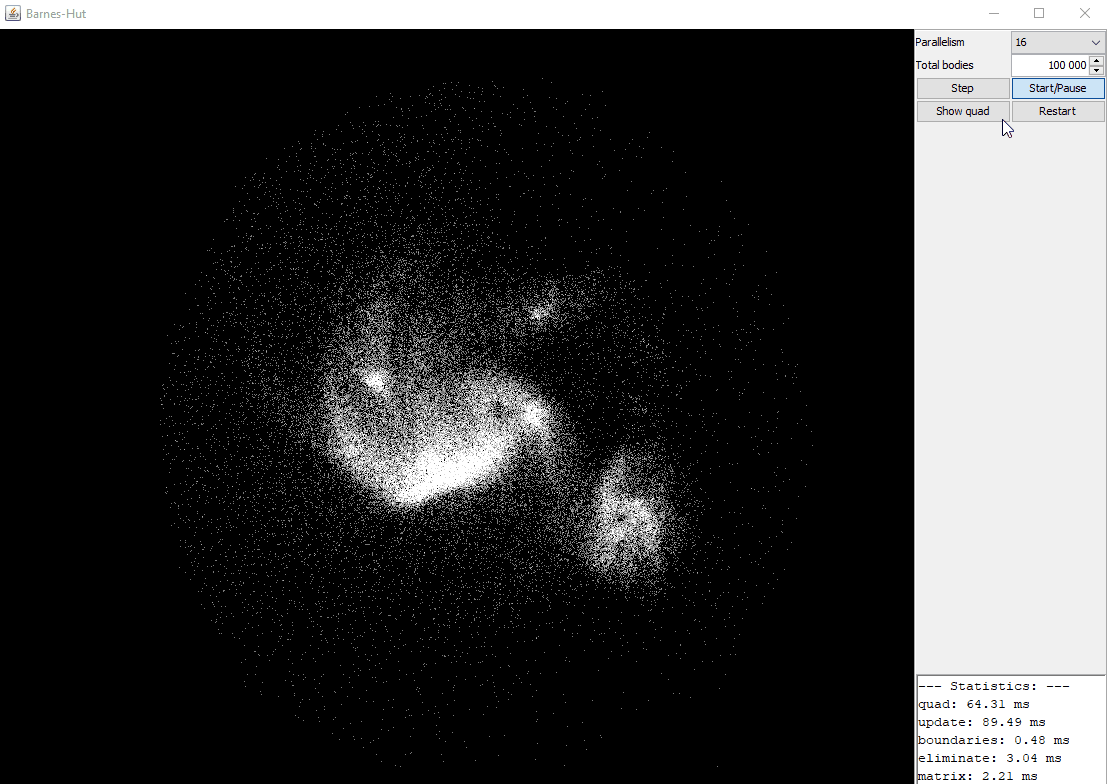 Barnes-Hut
Parallelism 16
Total bodies 100 000
Step Start/Pause
Show quad Restart
--- Statistics: ---
quad: 64.31 ms
update: 89.49 ms
boundaries: 0.48 ms
eliminate: 3.04 ms
matrix: 2.21 ms